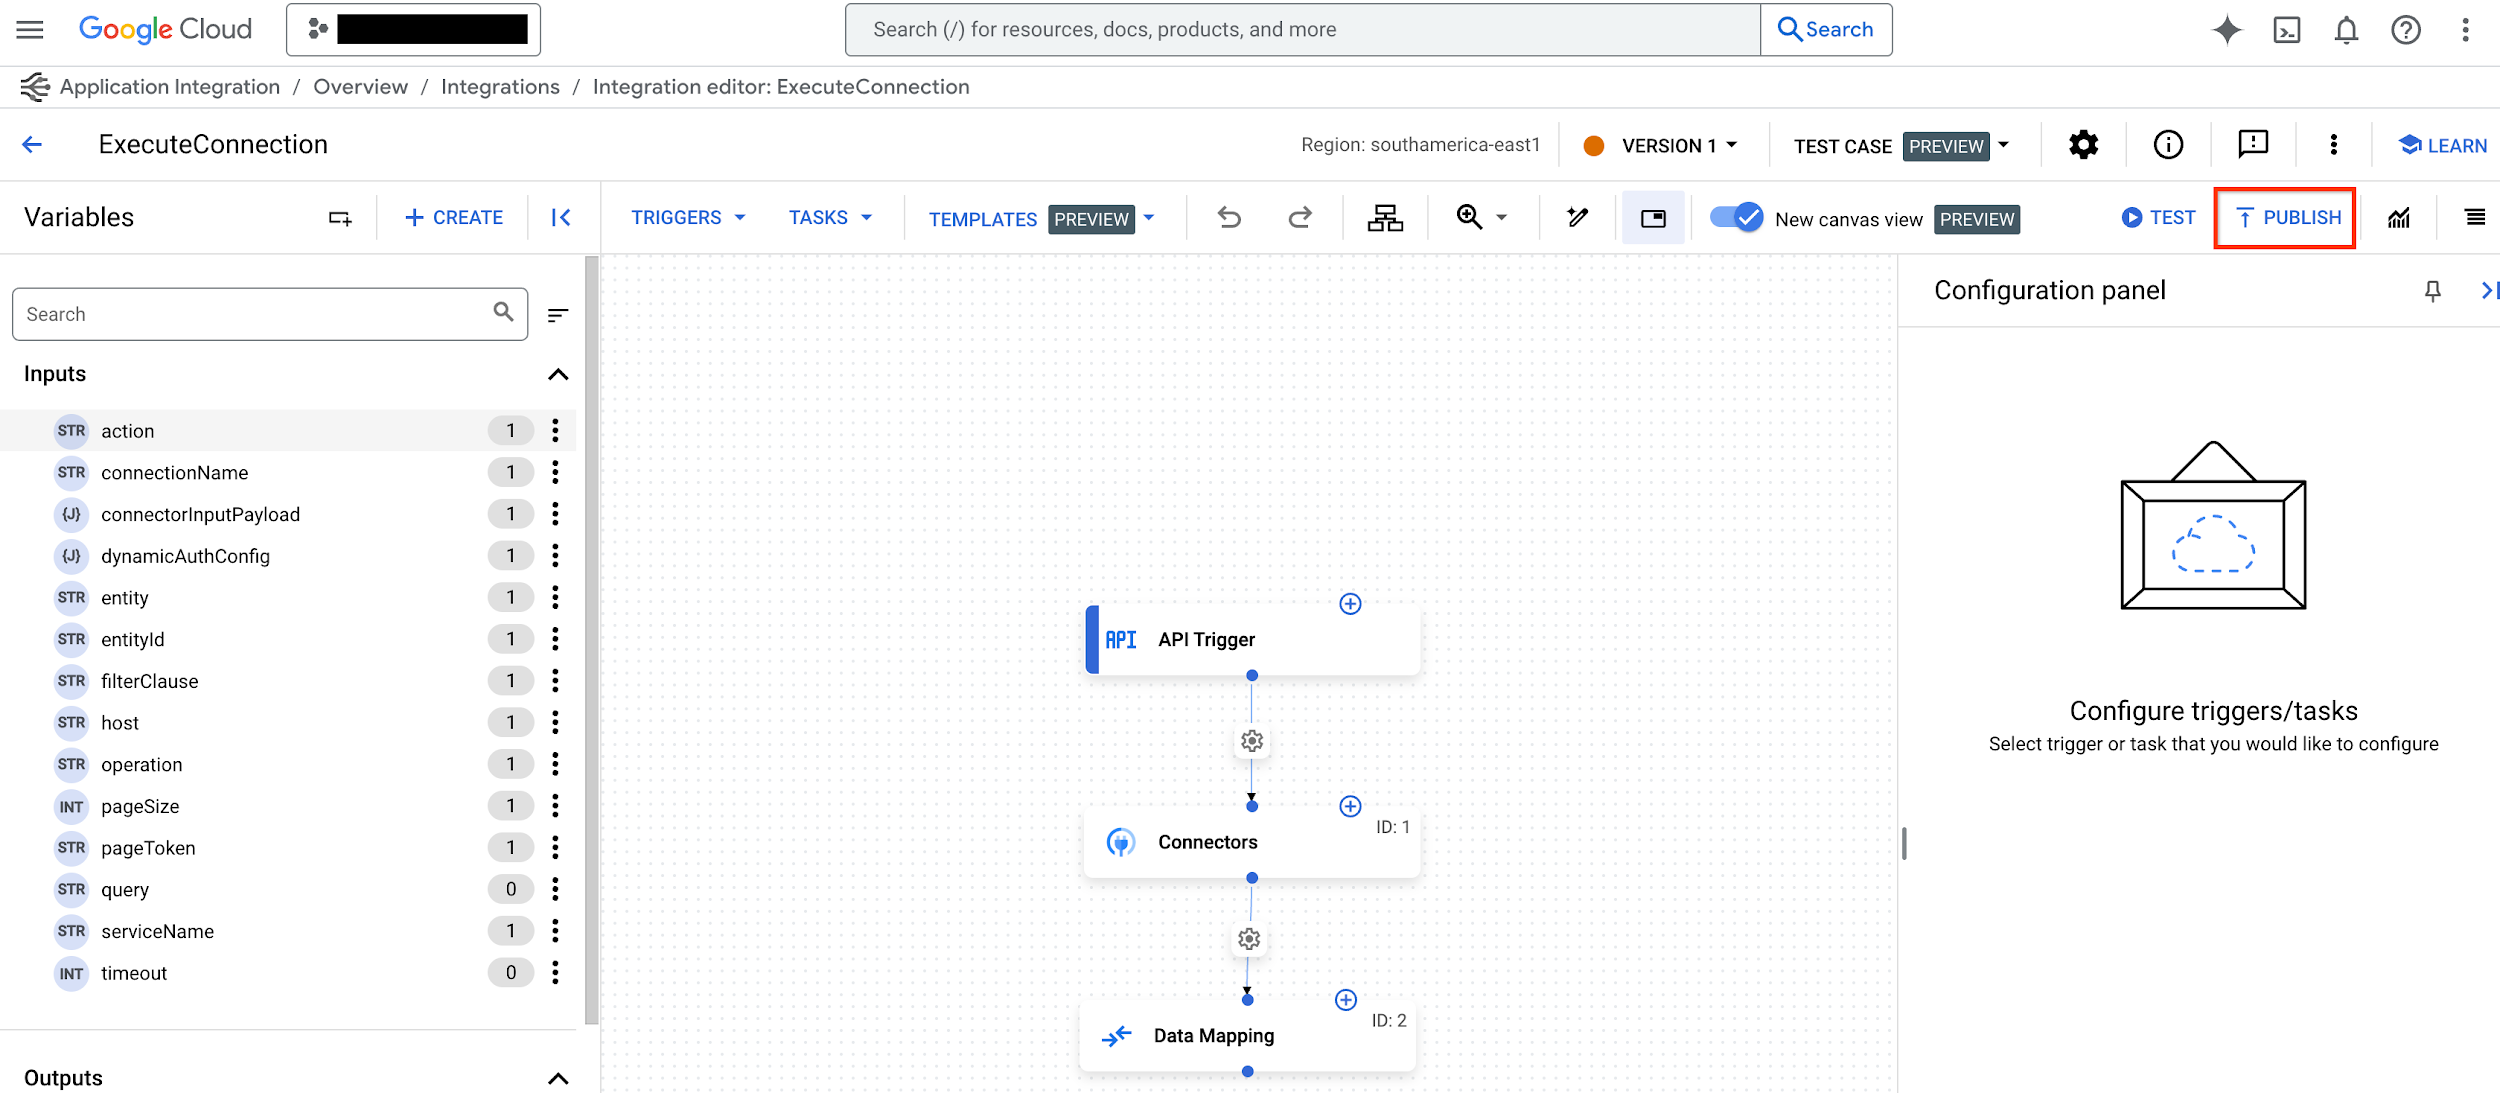 Google Cloud
Search (/) for resources, docs, products, and more
Search
Application Integration / Overview / Integrations / Integration editor: ExecuteConnection
ExecuteConnection
Region: southamerica-east1
VERSION 1
TEST CASE PREVIEW
LEARN
Variables
CREATE
TRIGGERS
TASKS
TEMPLATES PREVIEW
New canvas view PREVIEW
TEST
PUBLISH
Search
Inputs
STR action 1
STR connectionName 1
{J} connectorInputPayload 1
{J} dynamicAuthConfig 1
STR entity 1
STR entityId 1
STR filterClause 1
STR host 1
STR operation 1
INT pageSize 1
STR pageToken 1
STR query 0
STR serviceName 1
INT timeout 0
Outputs
API API Trigger
Connectors
ID: 1
Data Mapping
ID: 2
Configuration panel
Configure triggers/tasks
Select trigger or task that you would like to configure